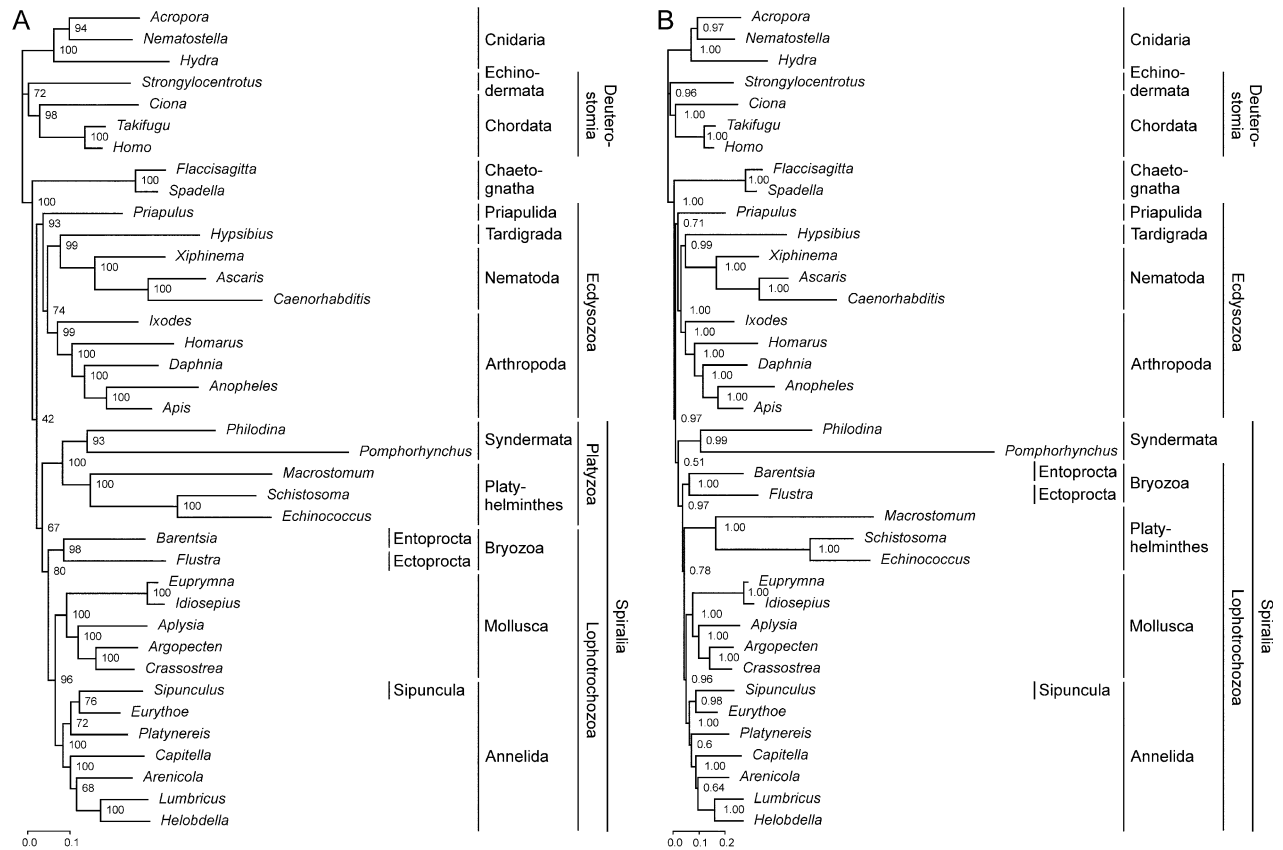 A
Acropora
94
Nematostella
100
Hydra
Cnidaria
Strongylocentrotus
72
Echino-
dermata
Ciona
98
Takifugu
100
Homo
Chordata
Deutero-
stomia
Flaccisagitta
100
Spadella
Chaeto-
gnatha
100
Priapulus
93
Priapulida
Hypsibius
99
Tardigrada
Xiphinema
100
Ascaris
100
Caenorhabditis
Nematoda
74
Ixodes
99
Homarus
100
Daphnia
100
Anopheles
100
Apis
Arthropoda
Ecdysozoa
42
Philodina
93
Pomphorhynchus
Syndermata
100
Macrostomum
100
Schistosoma
100
Echinococcus
Platy-
helminthes
Platyzoa
67
Barentsia
98
Flustra
Entoprocta
Ectoprocta
Bryozoa
80
Euprymna
100
Idiosepius
100
Aplysia
100
Argopecten
100
Crassostrea
Mollusca
96
Sipunculus
76
Sipuncula
Eurythoe
72
Platynereis
100
Capitella
100
Arenicola
68
Lumbricus
100
Helobdella
Annelida
Lophotrochozoa
Spiralia
0.0 0.1
B
Acropora
0.97
Nematostella
1.00
Hydra
Cnidaria
Strongylocentrotus
0.96
Echino-
dermata
Ciona
1.00
Takifugu
1.00
Homo
Chordata
Deutero-
stomia
Flaccisagitta
1.00
Spadella
Chaeto-
gnatha
1.00
Priapulus
0.71
Priapulida
Hypsibius
0.99
Tardigrada
Xiphinema
1.00
Ascaris
1.00
Caenorhabditis
Nematoda
1.00
Ixodes
1.00
Homarus
1.00
Daphnia
1.00
Anopheles
1.00
Apis
Arthropoda
Ecdysozoa
0.97
Philodina
0.99
Pomphorhynchus
Syndermata
0.51
Barentsia
1.00
Flustra
Entoprocta
Ectoprocta
Bryozoa
0.97
Macrostomum
1.00
Schistosoma
1.00
Echinococcus
Platy-
helminthes
0.78
Euprymna
1.00
Idiosepius
1.00
Aplysia
1.00
Argopecten
1.00
Crassostrea
Mollusca
0.96
Sipunculus
0.98
Sipuncula
Eurythoe
1.00
Platynereis
0.6
Capitella
1.00
Arenicola
0.64
Lumbricus
1.00
Helobdella
Annelida
Lophotrochozoa
Spiralia
0.0 0.1 0.2